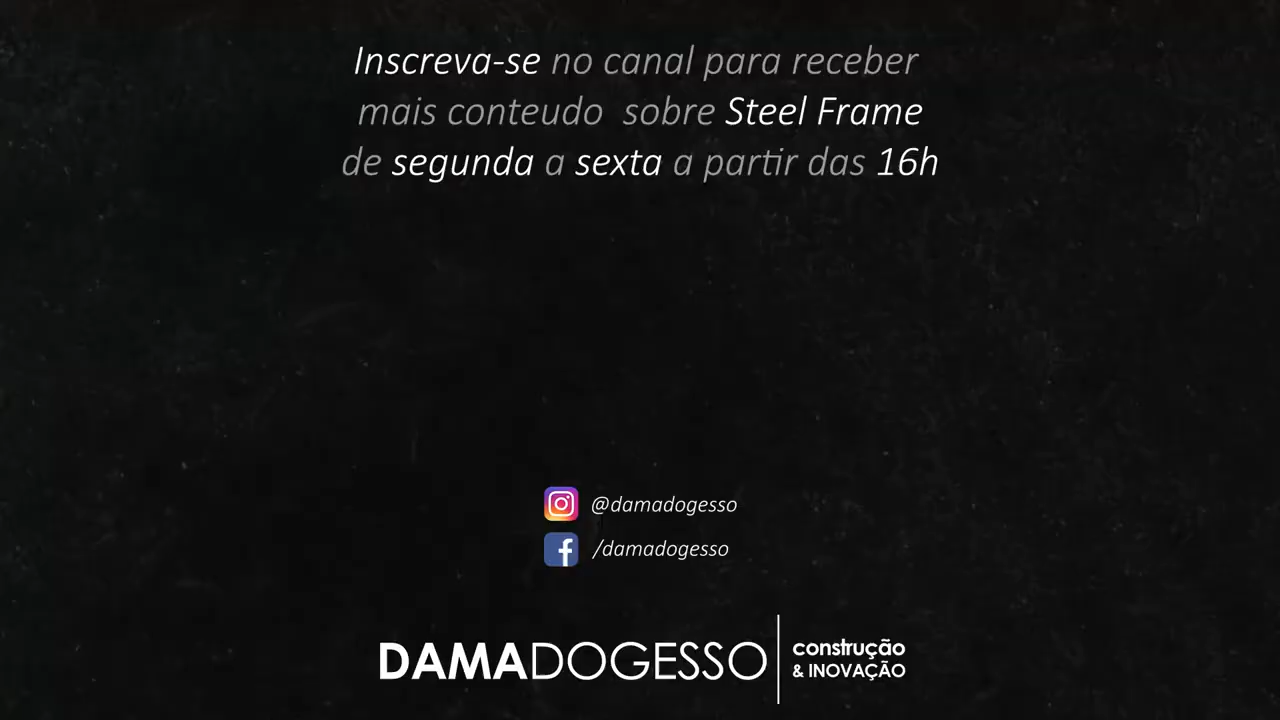 Inscreva-se no canal para receber
mais conteudo sobre Steel Frame
de segunda a sexta a partir das 16h
@damadogesso
/damadogesso
DAMADOGESSO
construção
& INOVAÇÃO